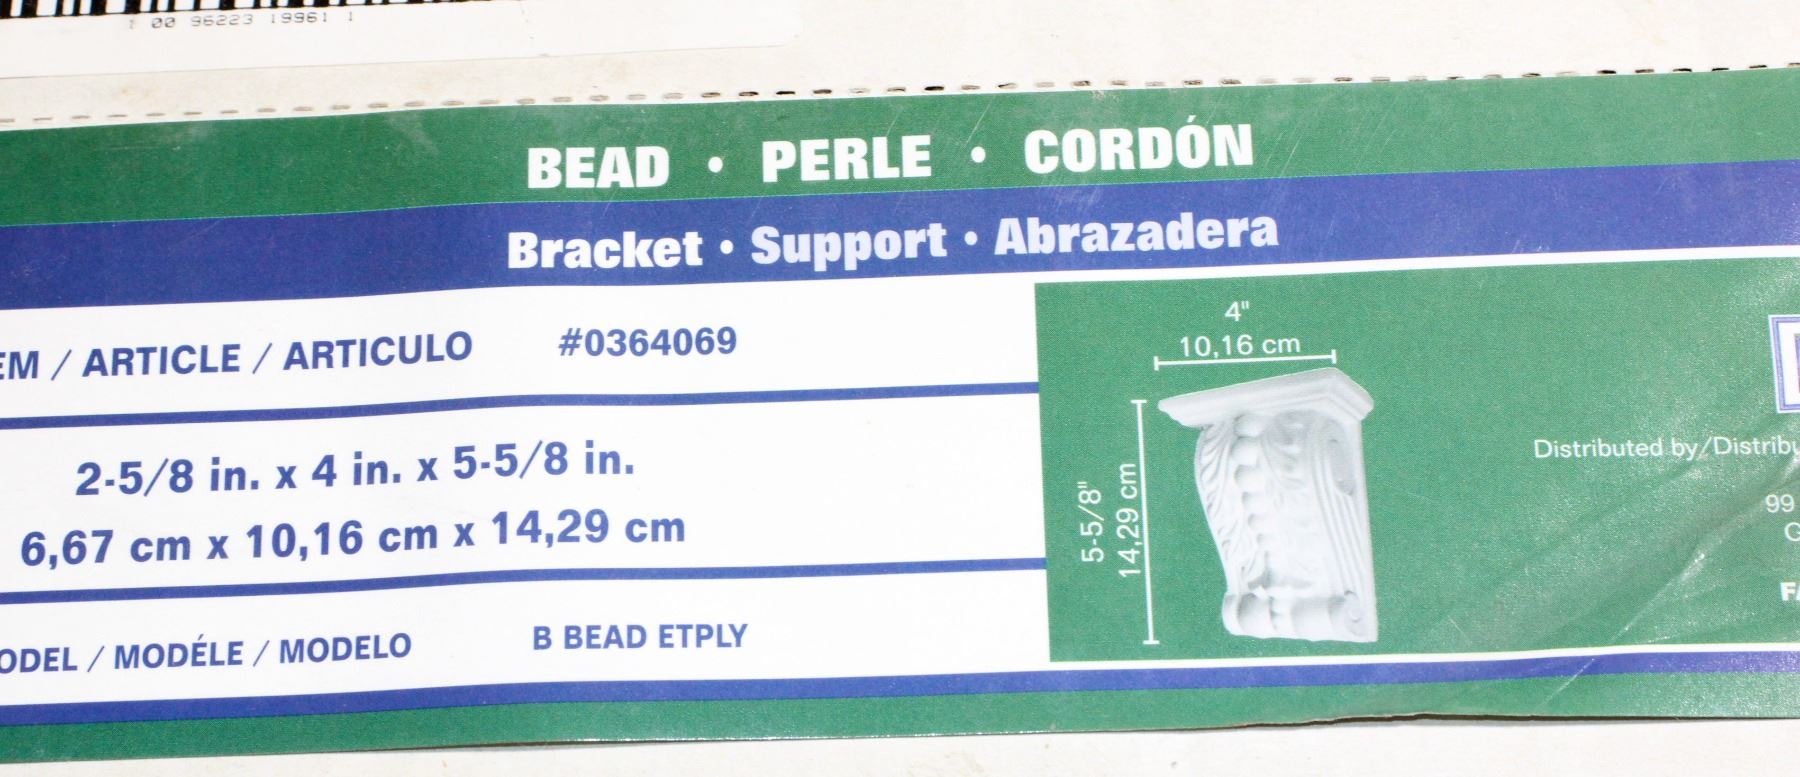 1 00 96223 19961 1
BEAD • PERLE • CORDÓN
Bracket • Support • Abrazadera
EM / ARTICLE / ARTICULO #0364069
2-5/8 in. x 4 in. x 5-5/8 in.
6,67 cm x 10,16 cm x 14,29 cm
ODEL / MODÉLE / MODELO B BEAD ETPLY
4"
10,16 cm
5-5/8"
14,29 cm
Distributed by/Distribu
99
G
FA